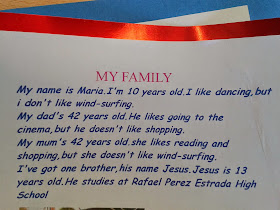 MY FAMILY
My name is Maria.I'm 10 years old.I like dancing,but
i don't like wind-surfing.
My dad's 42 years old.He likes going to the
cinema,but he doesn't like shopping.
My mum's 42 years old.she likes reading and
shopping,but she doesn't like wind-surfing.
I've got one brother,his name Jesus.Jesus is 13
years old.He studies at Rafael Perez Estrada High
School